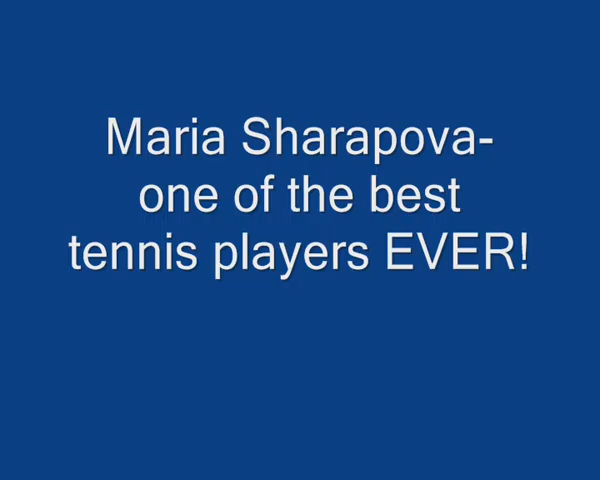 Maria Sharapova-
one of the best
tennis players EVER!